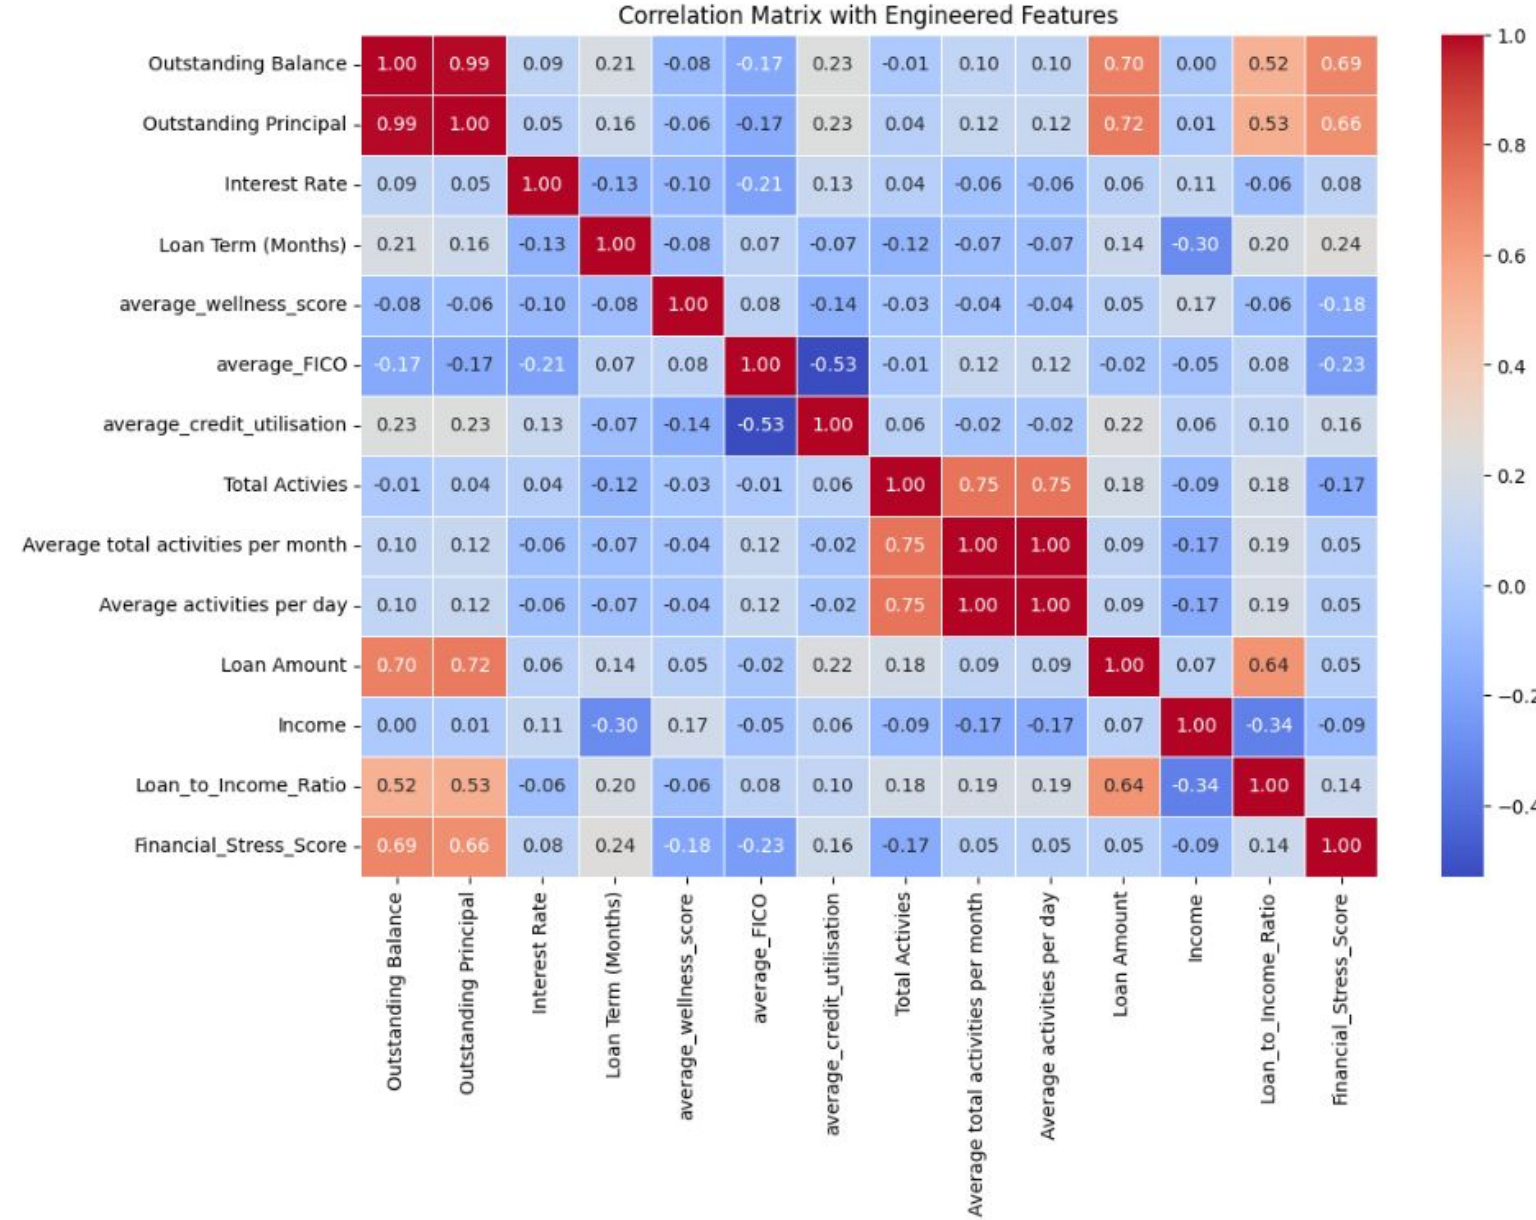 Correlation Matrix with Engineered Features
Outstanding Balance 1.00 0.99 0.09 0.21 -0.08 -0.17 0.23 -0.01 0.10 0.10 0.70 0.00 0.52 0.69
Outstanding Principal 0.99 1.00 0.05 0.16 -0.06 -0.17 0.23 0.04 0.12 0.12 0.72 0.01 0.53 0.66
Interest Rate 0.09 0.05 1.00 -0.13 -0.10 -0.21 0.13 0.04 -0.06 -0.06 0.06 0.11 -0.06 0.08
Loan Term (Months) 0.21 0.16 -0.13 1.00 -0.08 0.07 -0.07 -0.12 -0.07 -0.07 0.14 -0.30 0.20 0.24
average_wellness_score -0.08 -0.06 -0.10 -0.08 1.00 0.08 -0.14 -0.03 -0.04 -0.04 0.05 0.17 -0.06 -0.18
average_FICO -0.17 -0.17 -0.21 0.07 0.08 1.00 -0.53 -0.01 0.12 0.12 -0.02 -0.05 0.08 -0.23
average_credit_utilisation 0.23 0.23 0.13 -0.07 -0.14 -0.53 1.00 0.06 -0.02 -0.02 0.22 0.06 0.10 0.16
Total Activies -0.01 0.04 0.04 -0.12 -0.03 -0.01 0.06 1.00 0.75 0.75 0.18 -0.09 0.18 -0.17
Average total activities per month 0.10 0.12 -0.06 -0.07 -0.04 0.12 -0.02 0.75 1.00 1.00 0.09 -0.17 0.19 0.05
Average activities per day 0.10 0.12 -0.06 -0.07 -0.04 0.12 -0.02 0.75 1.00 1.00 0.09 -0.17 0.19 0.05
Loan Amount 0.70 0.72 0.06 0.14 0.05 -0.02 0.22 0.18 0.09 0.09 1.00 0.07 0.64 0.05
Income 0.00 0.01 0.11 -0.30 0.17 -0.05 0.06 -0.09 -0.17 -0.17 0.07 1.00 -0.34 -0.09
Loan_to_Income_Ratio 0.52 0.53 -0.06 0.20 -0.06 0.08 0.10 0.18 0.19 0.19 0.64 -0.34 1.00 0.14
Financial_Stress_Score 0.69 0.66 0.08 0.24 -0.18 -0.23 0.16 -0.17 0.05 0.05 0.05 -0.09 0.14 1.00
Outstanding Balance
Outstanding Principal
Interest Rate
Loan Term (Months)
average_wellness_score
average_FICO
average_credit_utilisation
Total Activies
Average total activities per month
Average activities per day
Loan Amount
Income
Loan_to_Income_Ratio
Financial_Stress_Score
1.0
0.8
0.6
0.4
0.2
0.0